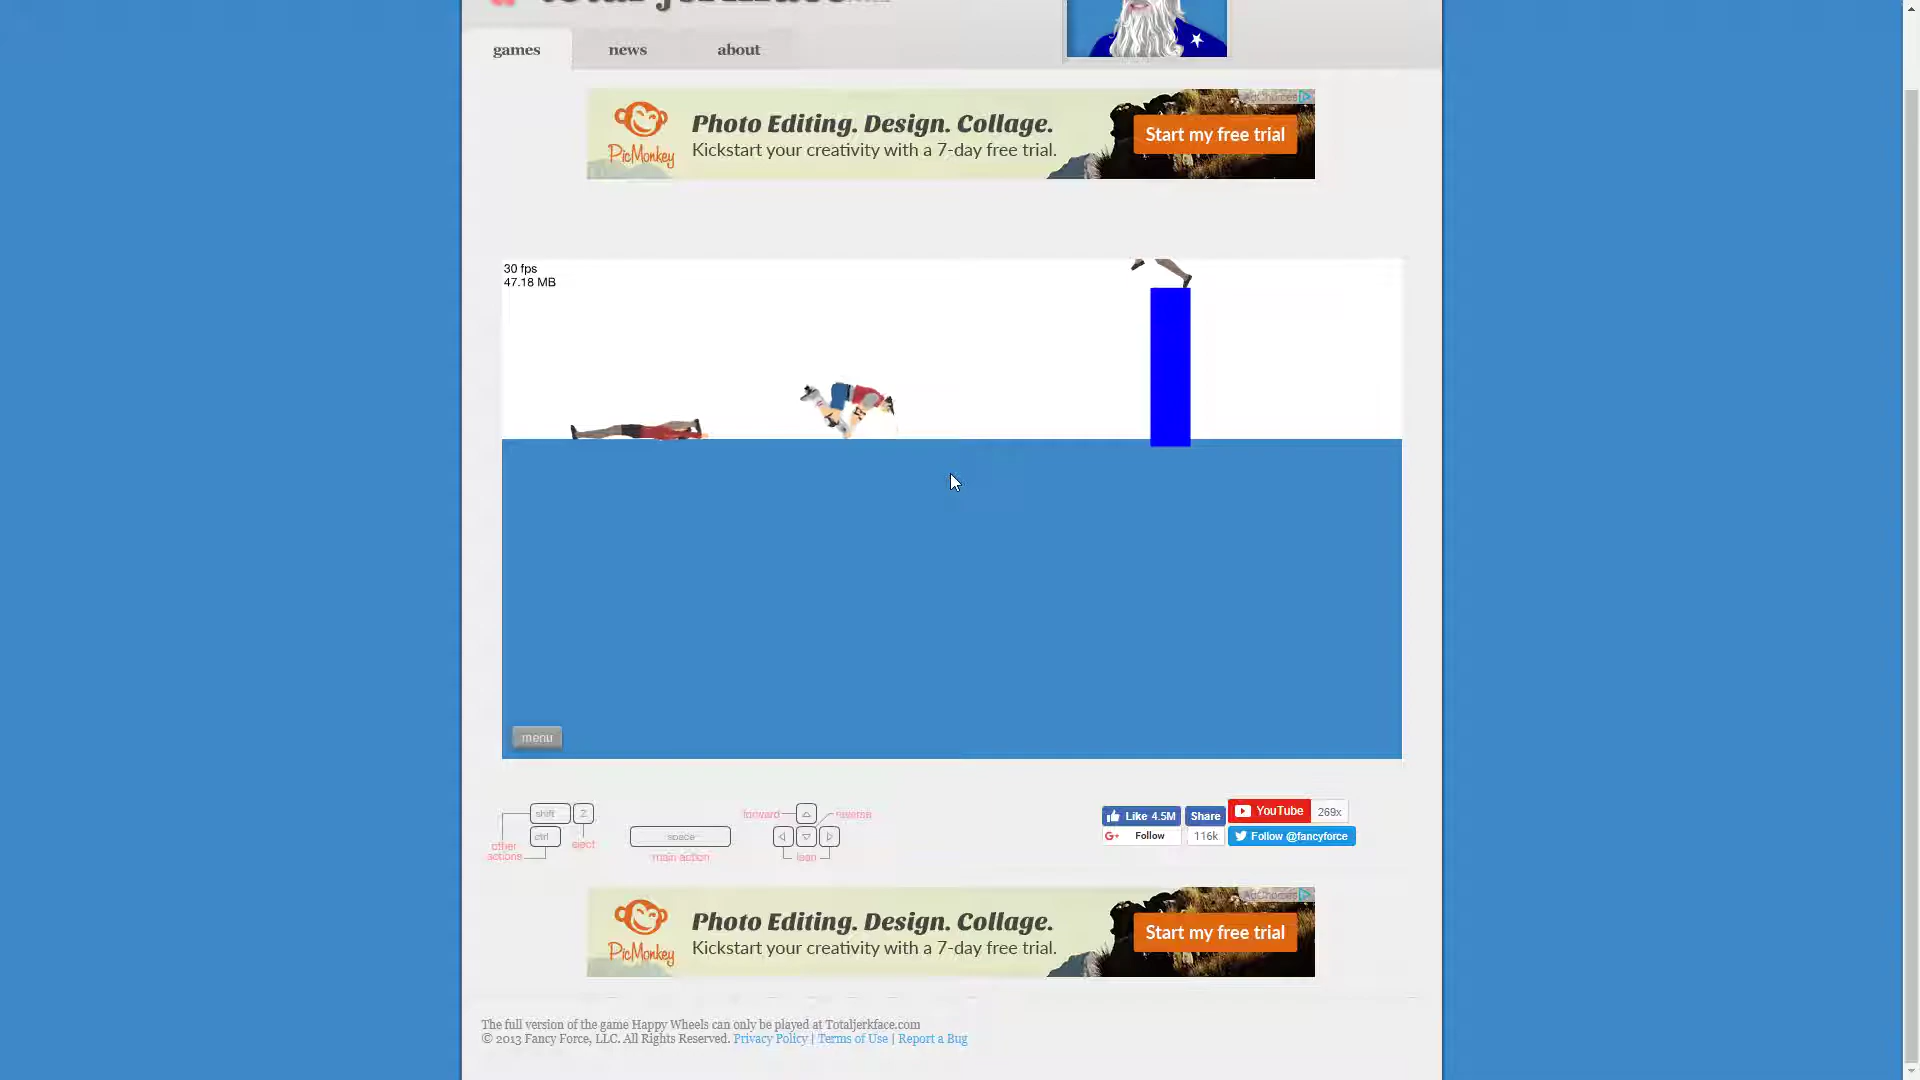 total jerkface
games
news
about
AdChoices
PicMonkey
Photo Editing. Design. Collage.
Kickstart your creativity with a 7-day free trial.
Start my free trial
30 fps
47.18 MB
menu
shift
Z
ctrl
other
actions
eject
space
main action
forward
reverse
lean
Like 4.5M
Share
YouTube
269x
G+ Follow
116k
Follow @fancyforce
AdChoices
PicMonkey
Photo Editing. Design. Collage.
Kickstart your creativity with a 7-day free trial.
Start my free trial
The full version of the game Happy Wheels can only be played at Totaljerkface.com
© 2013 Fancy Force, LLC. All Rights Reserved. Privacy Policy | Terms of Use | Report a Bug